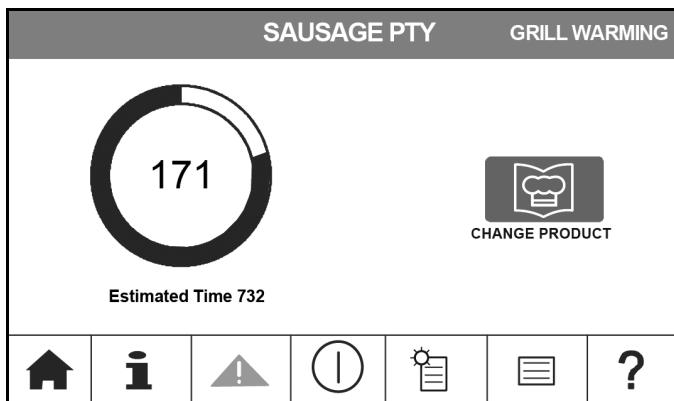 SAUSAGE PTY GRILL WARMING
171
CHANGE PRODUCT
Estimated Time 732
?